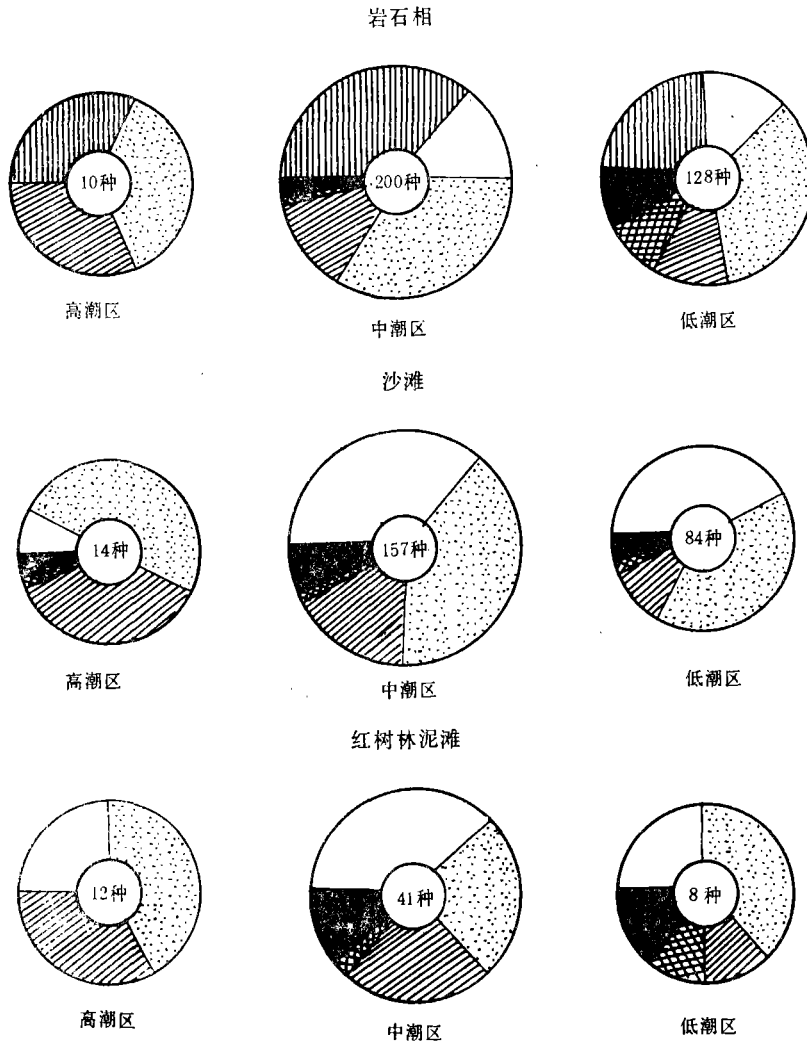 岩石相
10种
200种
128种
高潮区
中潮区
低潮区
沙滩
14种
157种
84种
高潮区
中潮区
低潮区
红树林泥滩
12种
41种
8种
高潮区
中潮区
低潮区